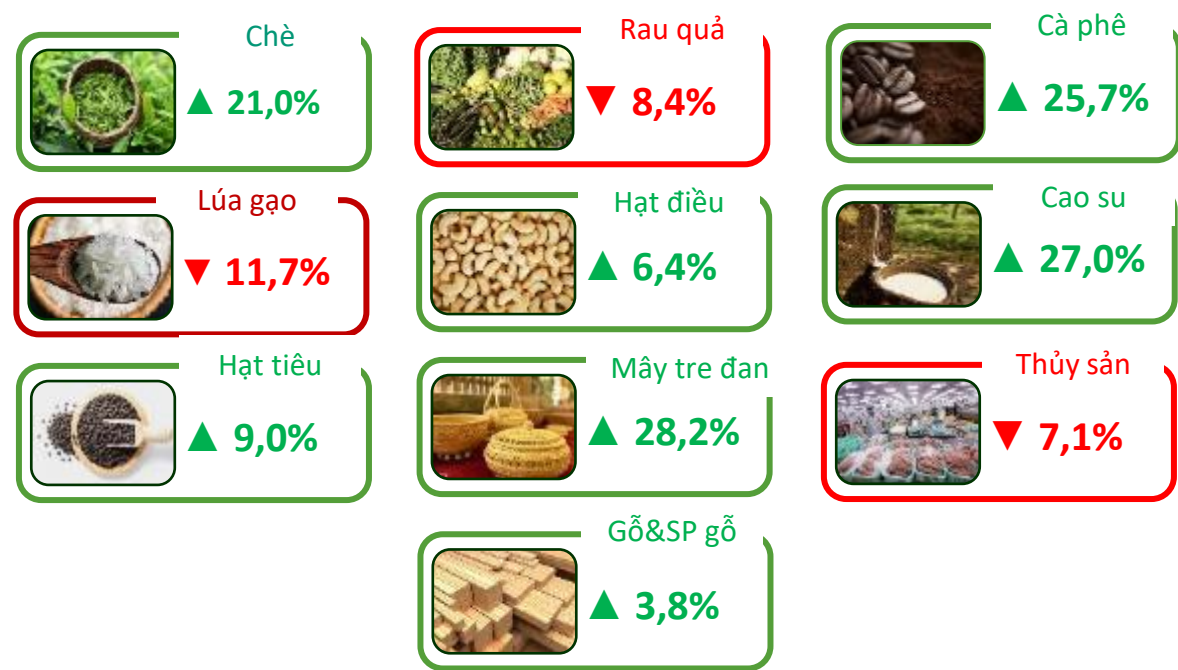 Chè
▲ 21,0%
Rau quả
▼ 8,4%
Cà phê
▲ 25,7%
Lúa gạo
▼ 11,7%
Hạt điều
▲ 6,4%
Cao su
▲ 27,0%
Hạt tiêu
▲ 9,0%
Mây tre đan
▲ 28,2%
Thủy sản
▼ 7,1%
Gỗ&SP gỗ
▲ 3,8%